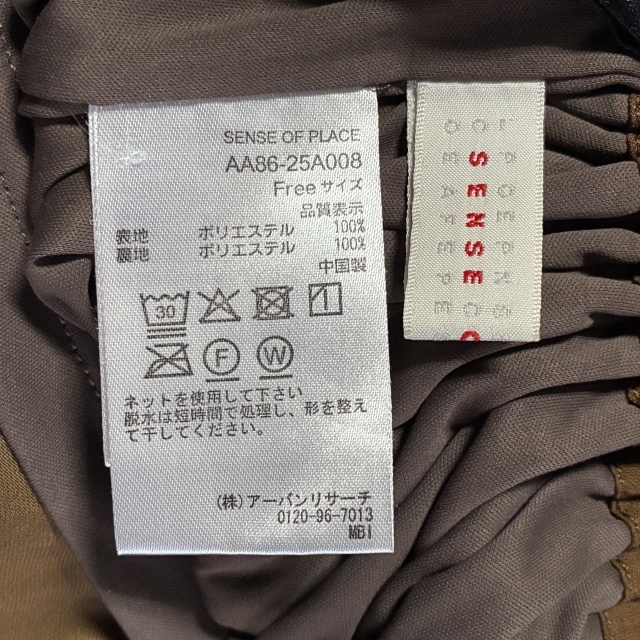 SENSE OF PLACE
AA86-25A008
Freeサイズ
品質表示
表地 ポリエステル 100%
裏地 ポリエステル 100%
中国製
30
F W
ネットを使用して下さい
脱水は短時間で処理し、形を整え
て干してください。
(株)アーバンリサーチ
0120-96-7013
MBI
SENSE